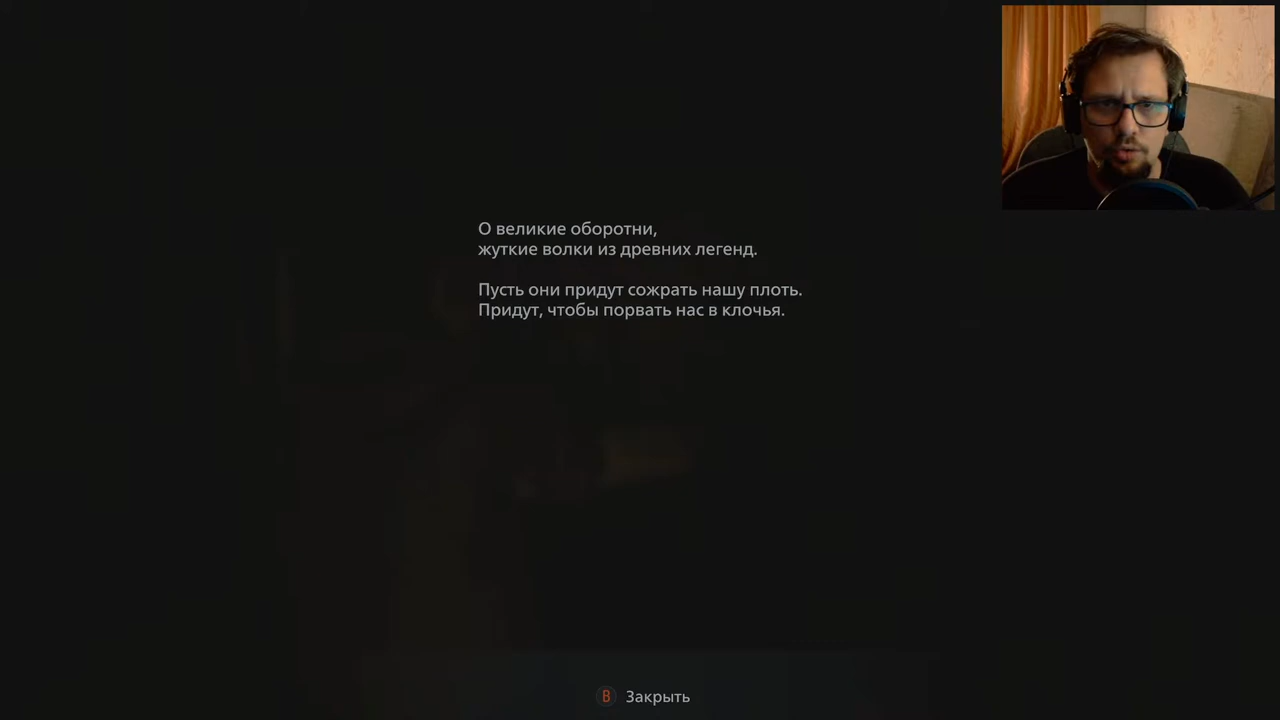 О великие оборотни,
жуткие волки из древних легенд.
Пусть они придут сожрать нашу плоть.
Придут, чтобы порвать нас в клочья.
B Закрыть